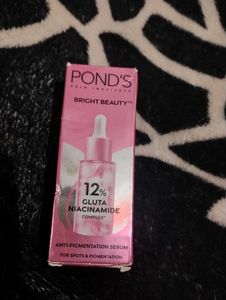 POND'S
SKIN INSTITUTE
BRIGHT BEAUTY™
12%
GLUTA
NIACINAMIDE
COMPLEX*
ANTI-PIGMENTATION SERUM
FOR SPOTS & PIGMENTATION